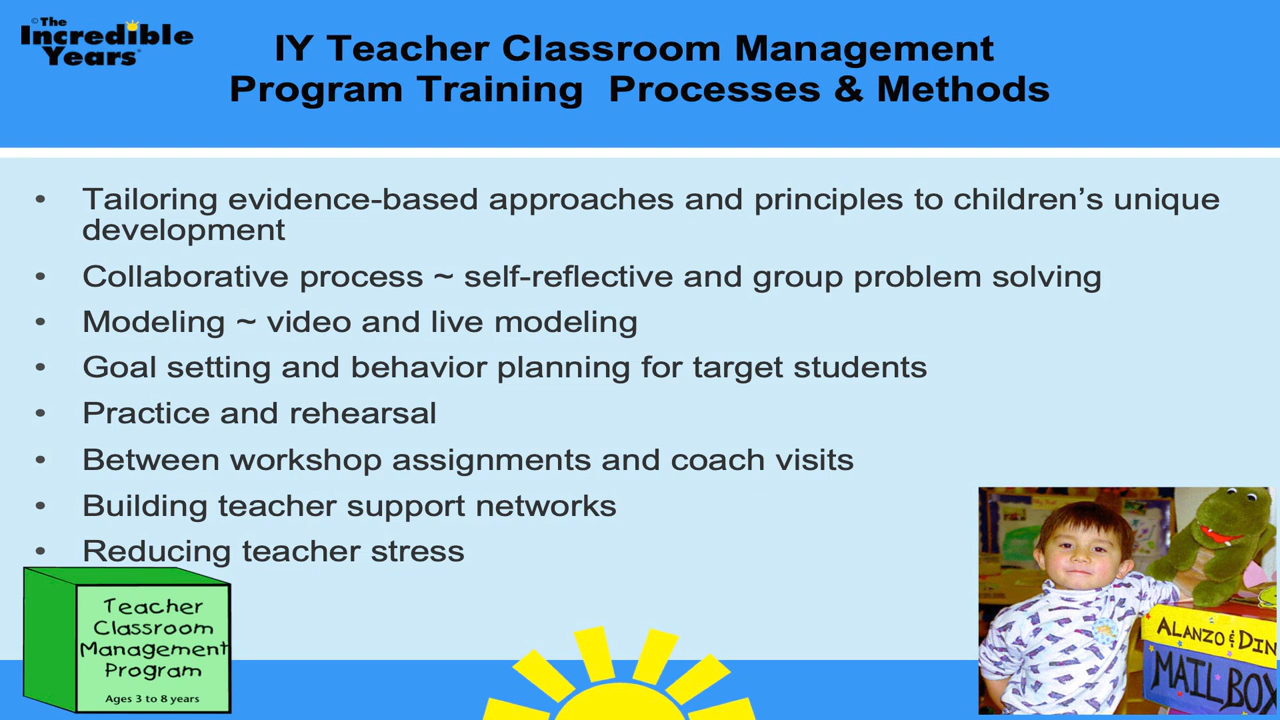 ©The
Incredible
Years®
IY Teacher Classroom Management
Program Training Processes & Methods
• Tailoring evidence-based approaches and principles to children’s unique
development
• Collaborative process ~ self-reflective and group problem solving
• Modeling ~ video and live modeling
• Goal setting and behavior planning for target students
• Practice and rehearsal
• Between workshop assignments and coach visits
• Building teacher support networks
• Reducing teacher stress
Teacher
Classroom
Management
Program
Ages 3 to 8 years
ALANZO & DIN
MAILBOX